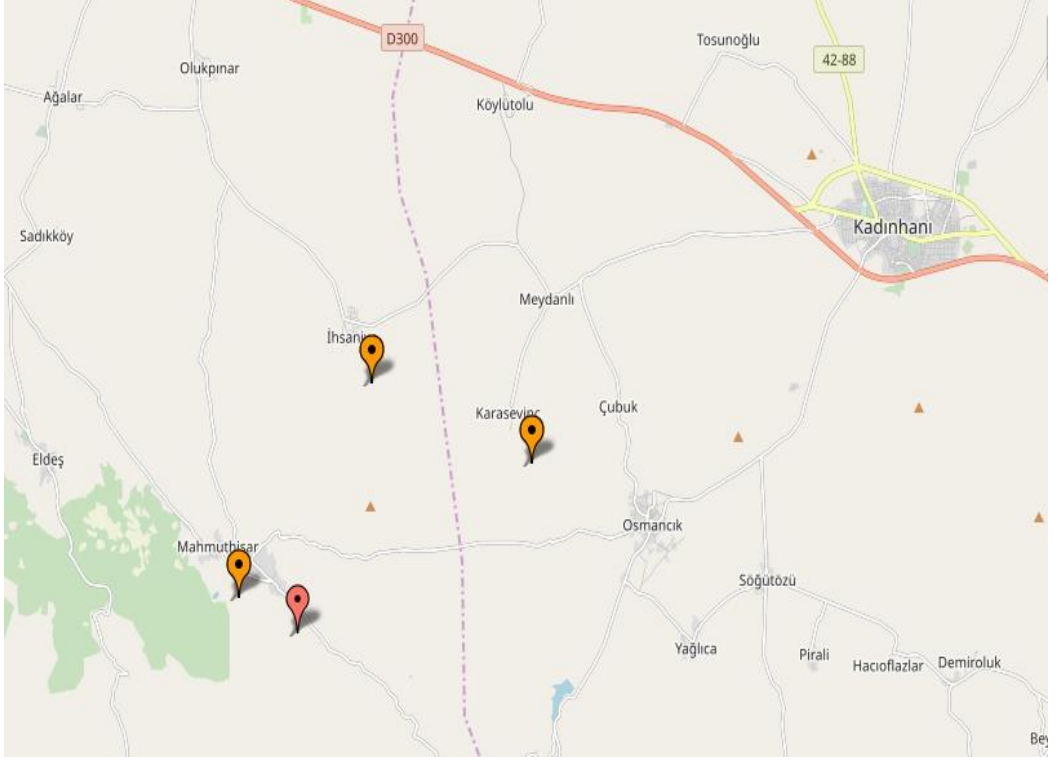 D300
Tosunoğlu
42-88
Olukpınar
Ağalar
Köylütolu
Sadıkköy
Kadınhanı
Meydanlı
Karasevinç
Çubuk
Eldeş
Osmancık
Mahmuthisar
Söğütözü
Yağlıca
Pirali
Hacıoflazlar
Demiroluk